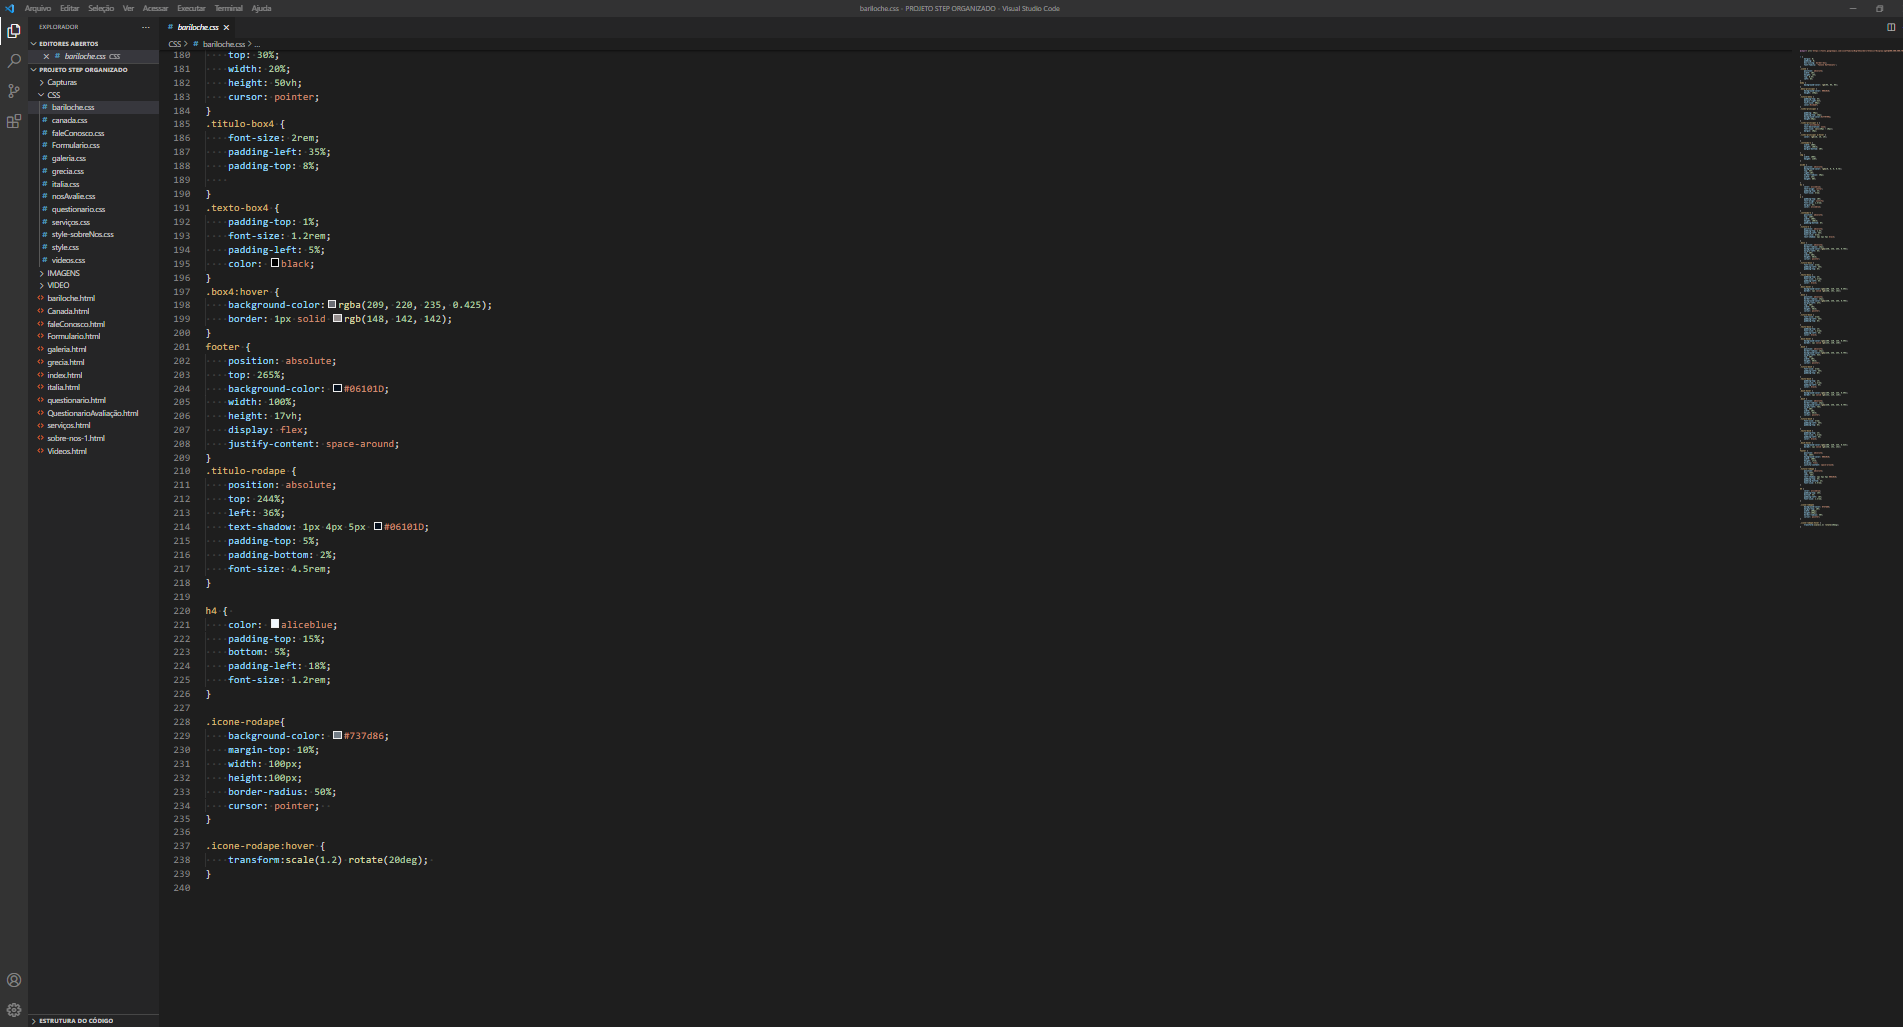 Arquivo Editar Seleção Ver Acessar Executar Terminal Ajuda
bariloche.css - PROJETO STEP ORGANIZADO - Visual Studio Code
EXPLORADOR
EDITORES ABERTOS
bariloche.css CSS
PROJETO STEP ORGANIZADO
Capturas
CSS
bariloche.css
canada.css
faleConosco.css
Formulario.css
galeria.css
grecia.css
italia.css
nosAvalie.css
questionario.css
serviços.css
style-sobreNos.css
style.css
videos.css
IMAGENS
VIDEO
bariloche.html
Canada.html
faleConosco.html
Formulario.html
galeria.html
grecia.html
index.html
italia.html
questionario.html
QuestionarioAvaliação.html
serviços.html
sobre-nos-1.html
Videos.html
ESTRUTURA DO CÓDIGO
# bariloche.css
CSS > # bariloche.css > ...
180 top: 30%;
181 width: 20%;
182 height: 50vh;
183 cursor: pointer;
184 }
185 .titulo-box4 {
186 font-size: 2rem;
187 padding-left: 35%;
188 padding-top: 8%;
189
190 }
191 .texto-box4 {
192 padding-top: 1%;
193 font-size: 1.2rem;
194 padding-left: 5%;
195 color: black;
196 }
197 .box4:hover {
198 background-color: rgba(209, 220, 235, 0.425);
199 border: 1px solid rgb(148, 142, 142);
200 }
201 footer {
202 position: absolute;
203 top: 265%;
204 background-color: #06101D;
205 width: 100%;
206 height: 17vh;
207 display: flex;
208 justify-content: space-around;
209 }
210 .titulo-rodape {
211 position: absolute;
212 top: 244%;
213 left: 36%;
214 text-shadow: 1px 4px 5px #06101D;
215 padding-top: 5%;
216 padding-bottom: 2%;
217 font-size: 4.5rem;
218 }
219
220 h4 {
221 color: aliceblue;
222 padding-top: 15%;
223 bottom: 5%;
224 padding-left: 18%;
225 font-size: 1.2rem;
226 }
227
228 .icone-rodape{
229 background-color: #737d86;
230 margin-top: 10%;
231 width: 100px;
232 height:100px;
233 border-radius: 50%;
234 cursor: pointer;
235 }
236
237 .icone-rodape:hover {
238 transform:scale(1.2) rotate(20deg);
239 }
240